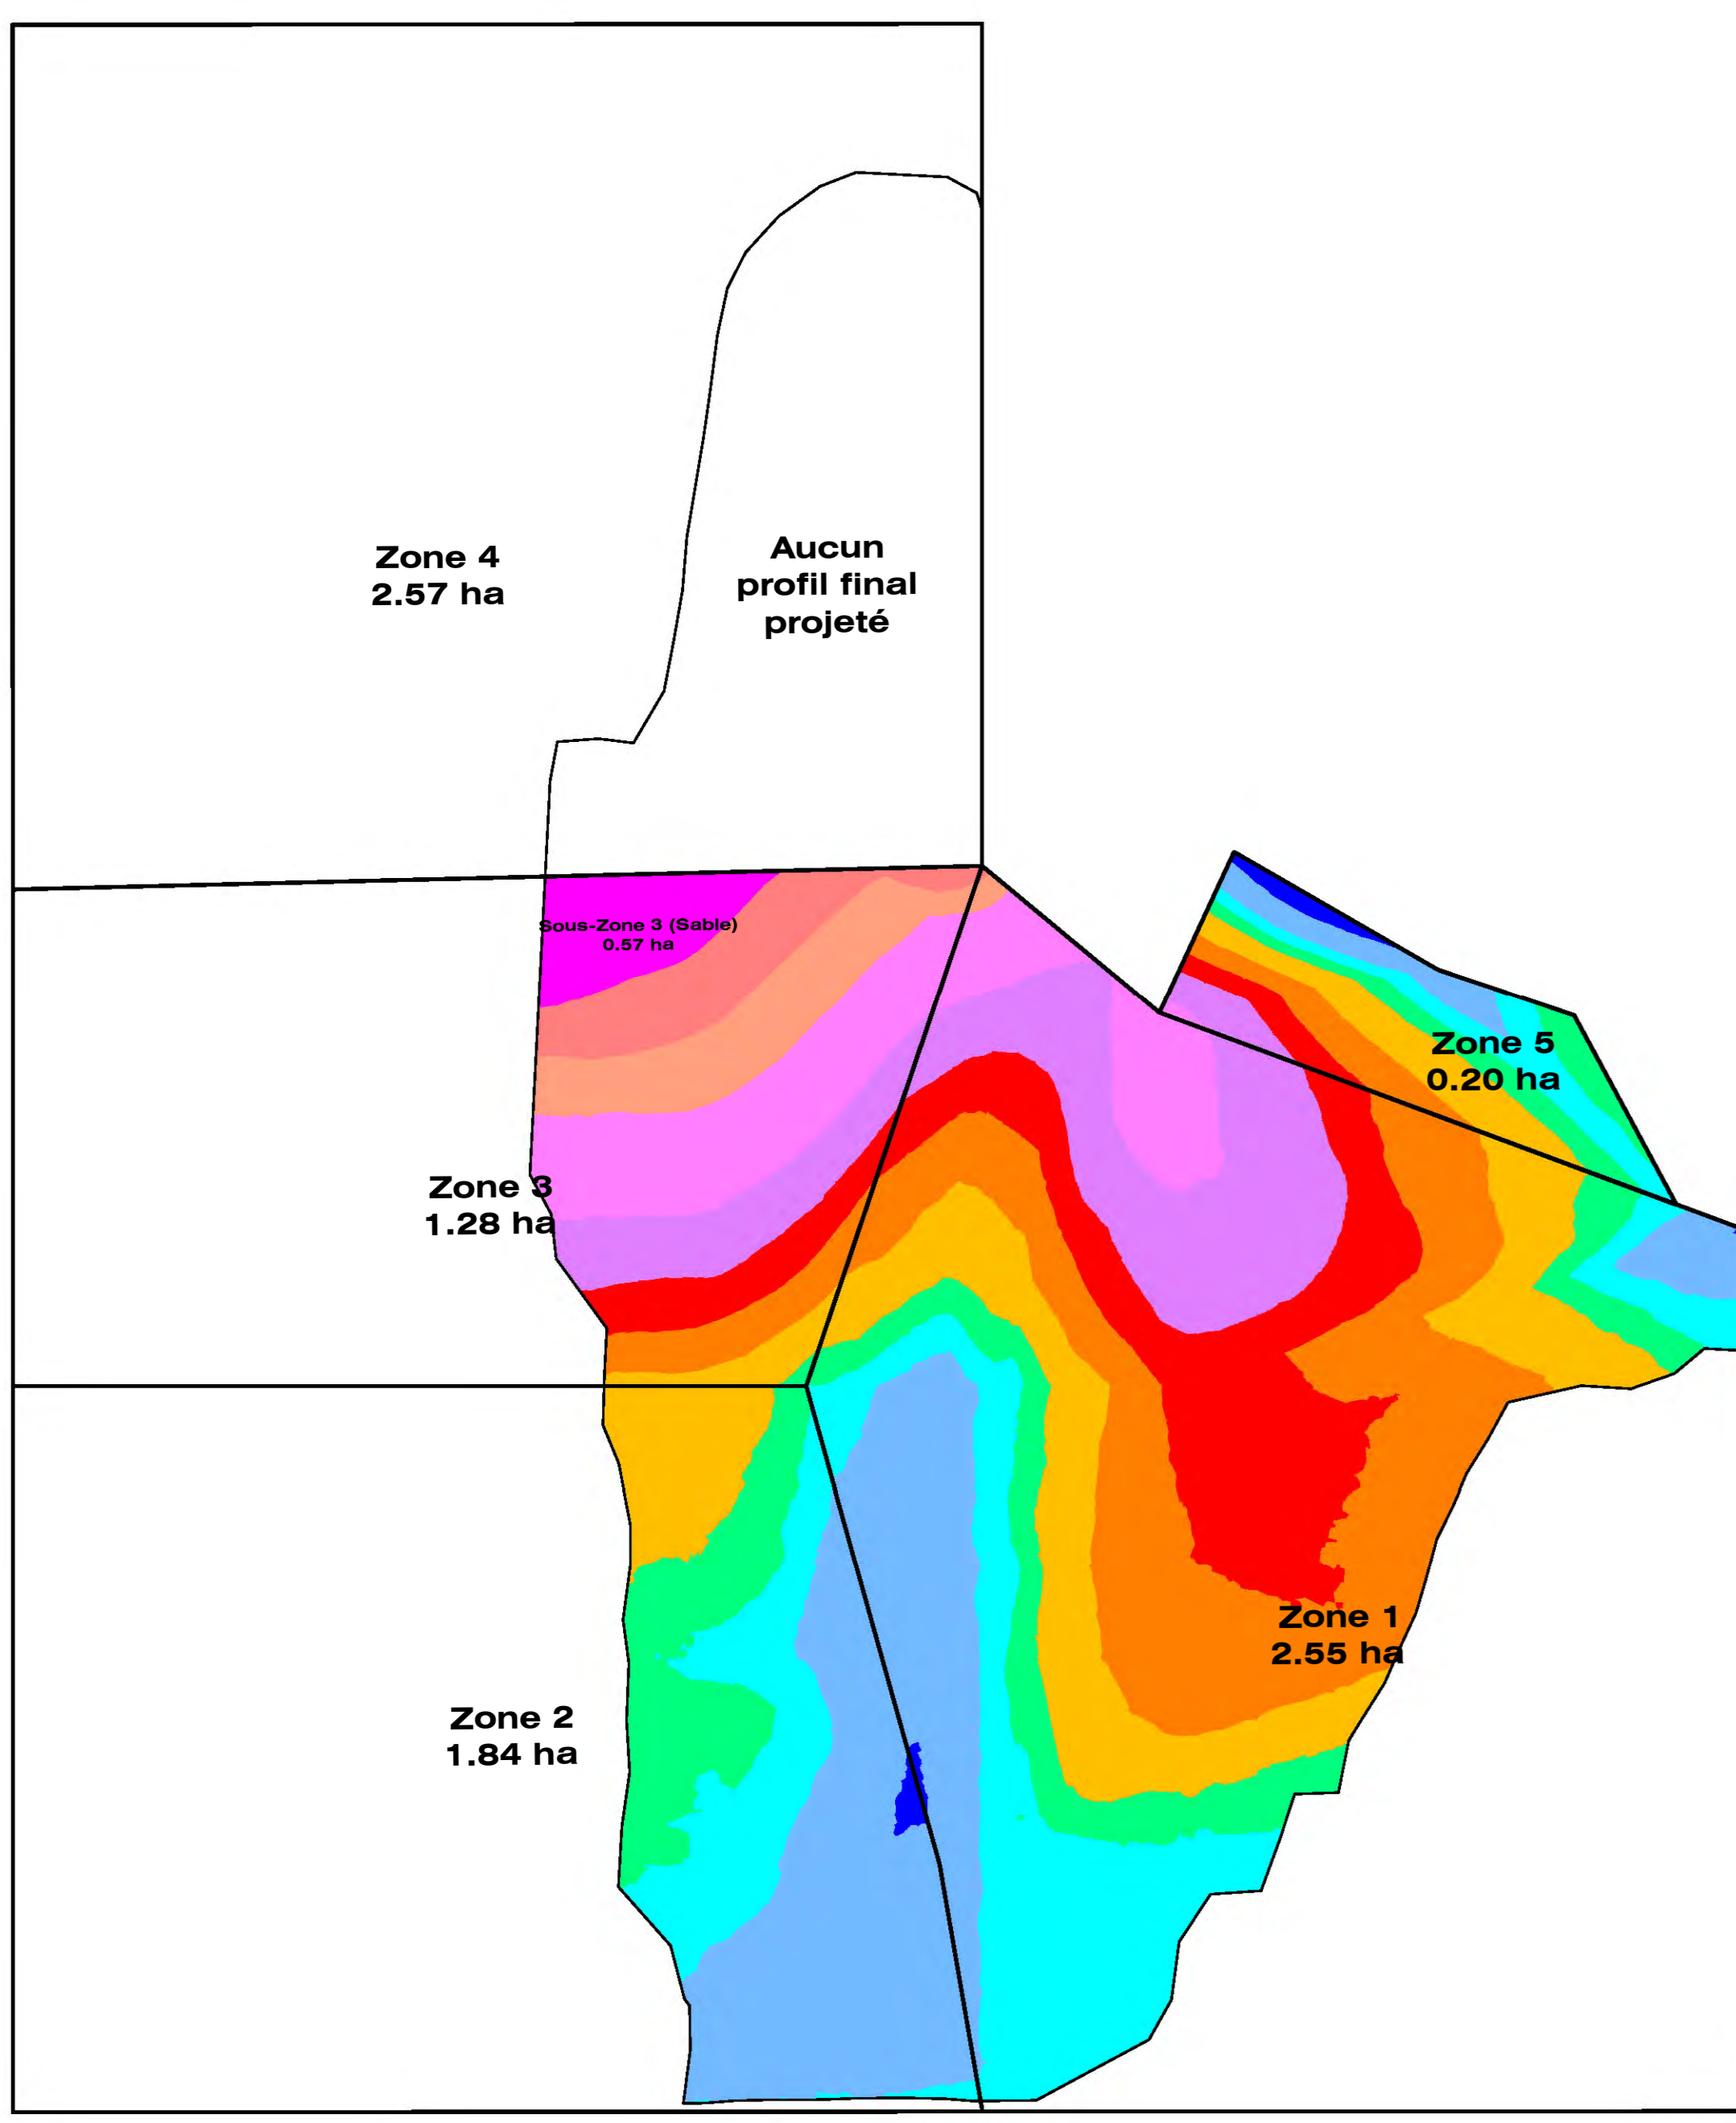 Zone 4
2.57 ha
Aucun
profil final
projeté
Sous-Zone 3 (Sable)
0.57 ha
Zone 5
0.20 ha
Zone 3
1.28 ha
Zone 1
2.55 ha
Zone 2
1.84 ha